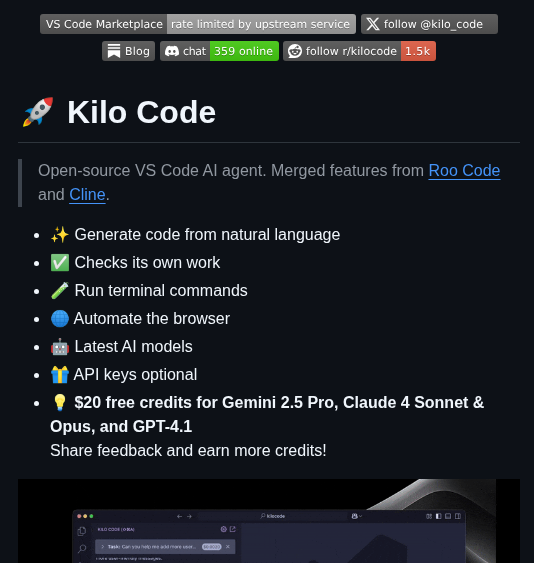 VS Code Marketplace rate limited by upstream service
follow @kilo_code
Blog
chat 359 online
follow r/kilocode 1.5k
🚀 Kilo Code
Open-source VS Code AI agent. Merged features from Roo Code
and Cline.
✨ Generate code from natural language
✅ Checks its own work
🧪 Run terminal commands
🌐 Automate the browser
🤖 Latest AI models
🎁 API keys optional
💡 $20 free credits for Gemini 2.5 Pro, Claude 4 Sonnet &
Opus, and GPT-4.1
Share feedback and earn more credits!
kilocode
KILO CODE
Task: Can you help me add more